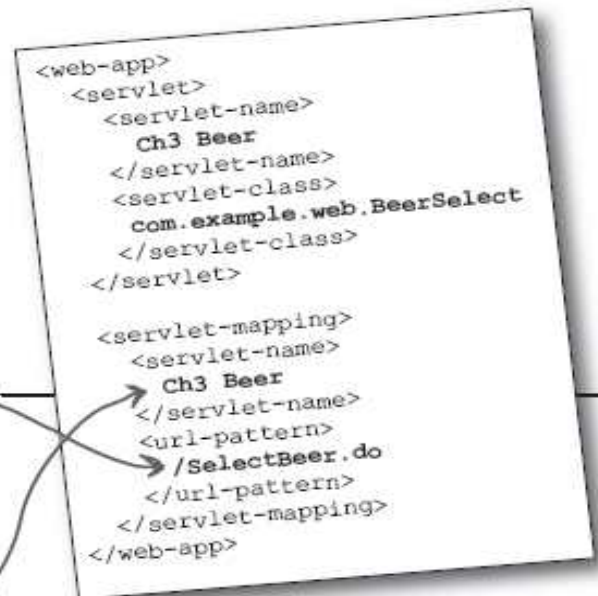 <web-app>
<servlet>
<servlet-name>
Ch3 Beer
</servlet-name>
<servlet-class>
com.example.web.BeerSelect
</servlet-class>
</servlet>
<servlet-mapping>
<servlet-name>
Ch3 Beer
</servlet-name>
<url-pattern>
/SelectBeer.do
</url-pattern>
</servlet-mapping>
</web-app>